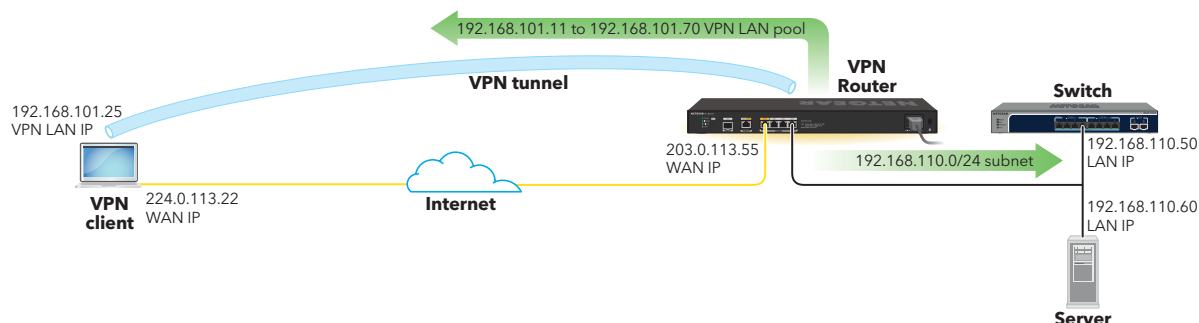 192.168.101.11 to 192.168.101.70 VPN LAN pool
VPN tunnel
VPN
Router
Switch
192.168.101.25
VPN LAN IP
NETGEAR
203.0.113.55
WAN IP
192.168.110.0/24 subnet
192.168.110.50
LAN IP
VPN
client
224.0.113.22
WAN IP
Internet
192.168.110.60
LAN IP
Server